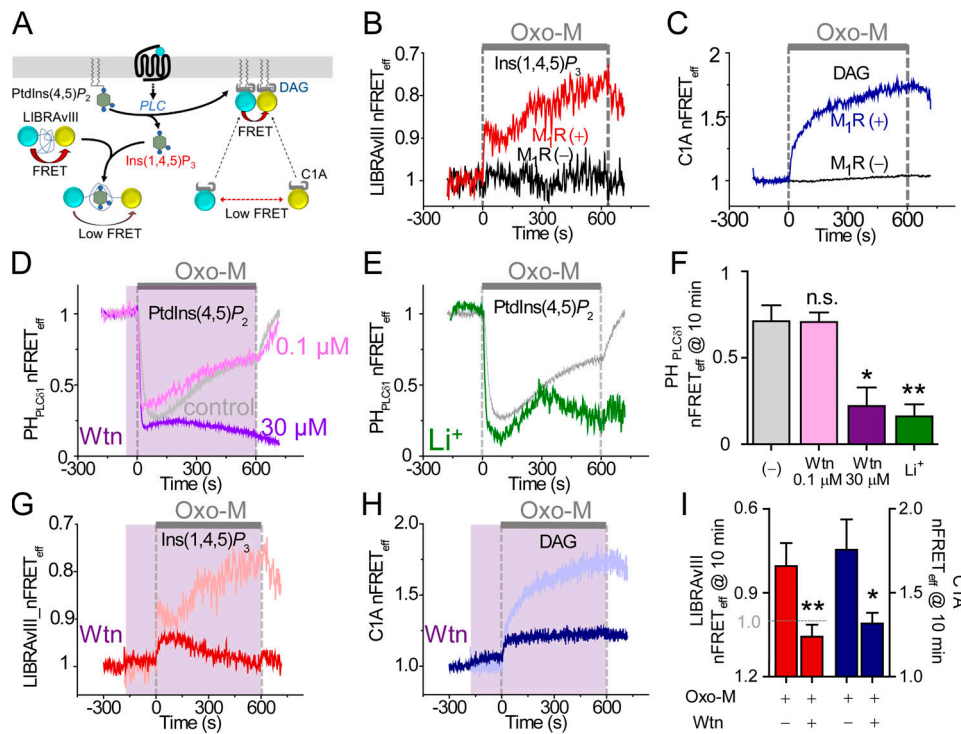 A
PtdIns(4,5)P2
PLC
DAG
LIBRAvIII
FRET
Ins(1,4,5)P3
FRET
C1A
Low FRET
Low FRET
B
Oxo-M
LIBRAvIII nFRETeff
0.7
0.8
0.9
1
Ins(1,4,5)P3
M1R (+)
M1R (−)
-300 0 300 600
Time (s)
C
Oxo-M
C1A nFRETeff
2
1.5
1
DAG
M1R (+)
M1R (−)
-300 0 300 600
Time (s)
D
Oxo-M
PHPLCδ1 nFRETeff
1
0.5
0
PtdIns(4,5)P2
0.1 µM
control
30 µM
Wtn
-300 0 300 600
Time (s)
E
Oxo-M
PHPLCδ1 nFRETeff
1
0.5
0
PtdIns(4,5)P2
Li+
-300 0 300 600
Time (s)
F
PH PLCδ1
nFRETeff @ 10 min
0
1
n.s.
*
**
(−)
Wtn
0.1 µM
Wtn
30 µM
Li+
G
Oxo-M
LIBRAvIII_nFRETeff
0.7
0.8
0.9
1
Ins(1,4,5)P3
Wtn
-300 0 300 600
Time (s)
H
Oxo-M
C1A nFRETeff
2.0
1.5
1.0
DAG
Wtn
-300 0 300 600
Time (s)
I
LIBRAvIII
nFRETeff @ 10 min
0.6
0.9
1.0
1.2
**
*
2.0
1.5
1.0
nFRETeff @ 10 min
C1A
Oxo-M + + + +
Wtn − + − +